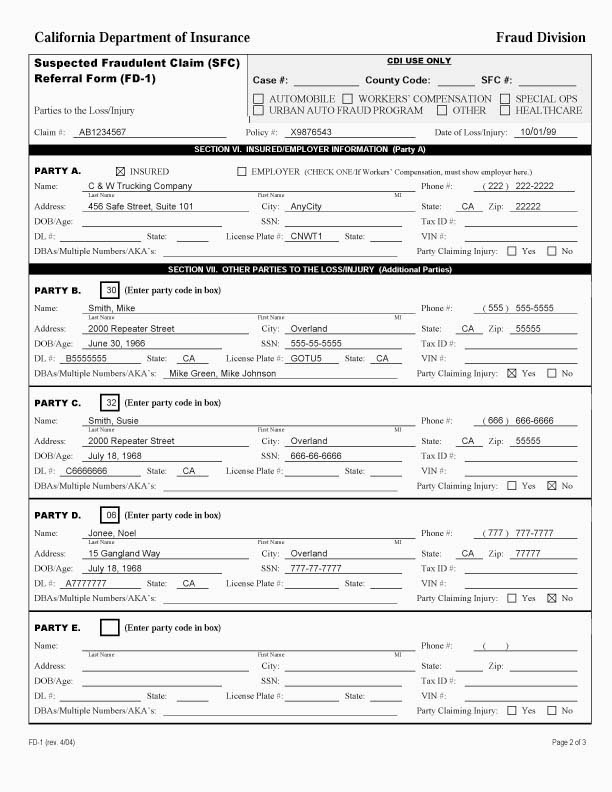 California Department of Insurance Fraud Division
Suspected Fraudulent Claim (SFC)
Referral Form (FD-1)
Parties to the Loss/Injury
CDI USE ONLY
Case #: County Code: SFC #:
AUTOMOBILE WORKERS' COMPENSATION SPECIAL OPS
URBAN AUTO FRAUD PROGRAM OTHER HEALTHCARE
Claim #: AB1234567 Policy #: X9876543 Date of Loss/Injury: 10/01/99
SECTION VI. INSURED/EMPLOYER INFORMATION (Party A)
PARTY A. INSURED EMPLOYER (CHECK ONE/If Workers' Compensation, must show employer here.)
Name: C & W Trucking Company Phone #: ( 222 ) 222-2222
Last Name First Name MI
Address: 456 Safe Street, Suite 101 City: AnyCity State: CA Zip: 22222
DOB/Age: SSN: Tax ID #:
DL #: State: License Plate #: CNWT1 State: VIN #:
DBAs/Multiple Numbers/AKA's: Party Claiming Injury: Yes No
SECTION VII. OTHER PARTIES TO THE LOSS/INJURY (Additional Parties)
PARTY B. 30 (Enter party code in box)
Name: Smith, Mike Phone #: ( 555 ) 555-5555
Last Name First Name MI
Address: 2000 Repeater Street City: Overland State: CA Zip: 55555
DOB/Age: June 30, 1966 SSN: 555-55-5555 Tax ID #:
DL #: B5555555 State: CA License Plate #: GOTU5 State: CA VIN #:
DBAs/Multiple Numbers/AKA's: Mike Green, Mike Johnson Party Claiming Injury: Yes No
PARTY C. 32 (Enter party code in box)
Name: Smith, Susie Phone #: ( 666 ) 666-6666
Last Name First Name MI
Address: 2000 Repeater Street City: Overland State: CA Zip: 55555
DOB/Age: July 18, 1968 SSN: 666-66-6666 Tax ID #:
DL #: C6666666 State: CA License Plate #: State: VIN #:
DBAs/Multiple Numbers/AKA's: Party Claiming Injury: Yes No
PARTY D. 06 (Enter party code in box)
Name: Jonee, Noel Phone #: ( 777 ) 777-7777
Last Name First Name MI
Address: 15 Gangland Way City: Overland State: CA Zip: 77777
DOB/Age: July 18, 1968 SSN: 777-77-7777 Tax ID #:
DL #: A7777777 State: CA License Plate #: State: VIN #:
DBAs/Multiple Numbers/AKA's: Party Claiming Injury: Yes No
PARTY E. (Enter party code in box)
Name: Phone #: ( )
Last Name First Name MI
Address: City: State: Zip:
DOB/Age: SSN: Tax ID #:
DL #: State: License Plate #: State: VIN #:
DBAs/Multiple Numbers/AKA's: Party Claiming Injury: Yes No
FD-1 (rev. 4/04) Page 2 of 3